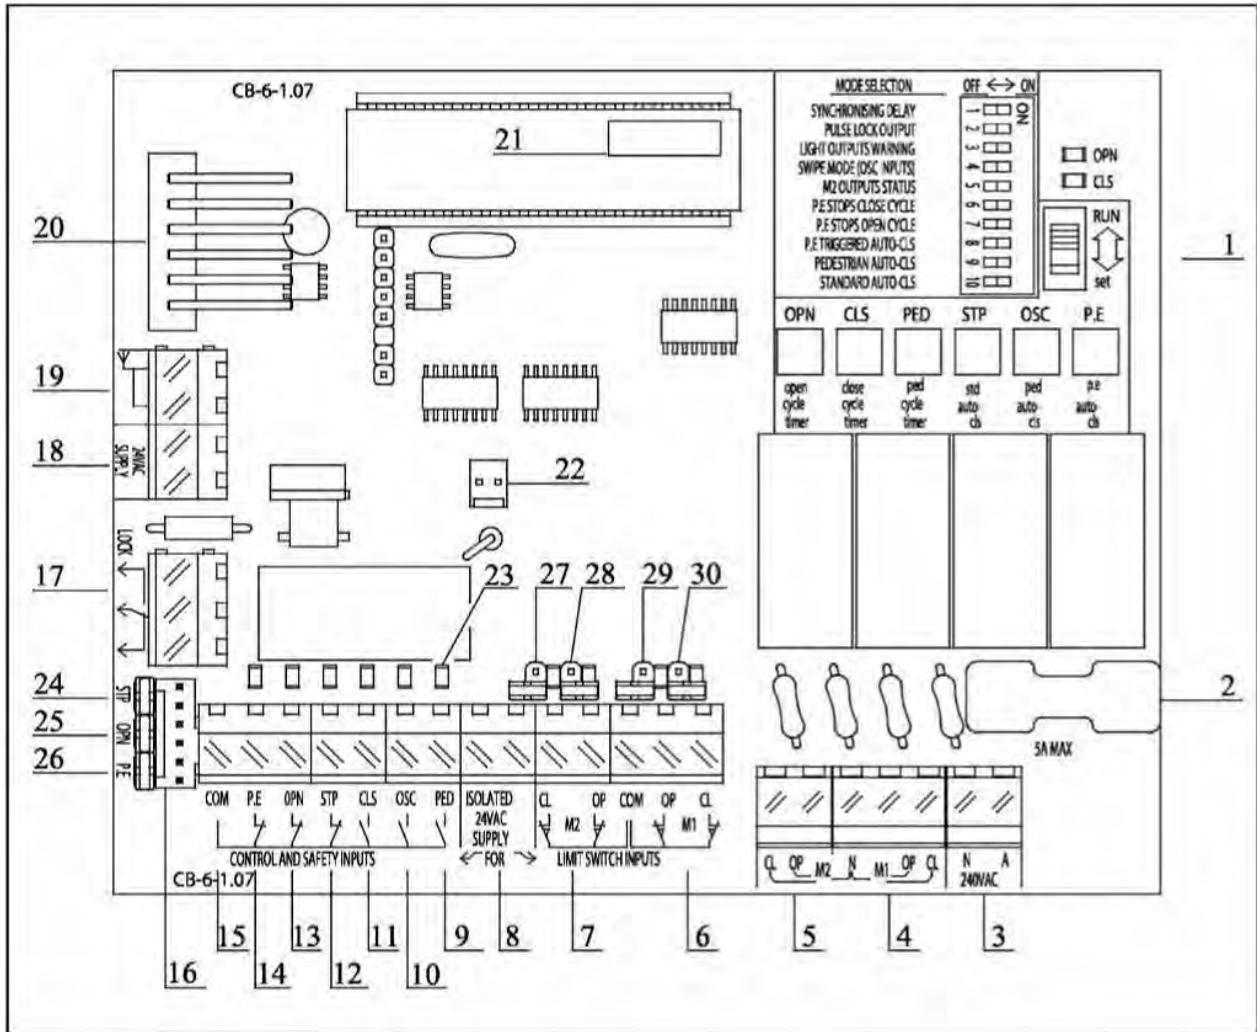 CB-6-1.07
MODE SELECTION OFF ON
SYNCHRONISING DELAY 1 ON
PULSE LOCK OUTPUT 2
LIGHT OUTPUTS WARNING 3
SWIPE MODE (OSC INPUTS) 4
M2 OUTPUTS STATUS 5
P.E STOPS CLOSE CYCLE 6
P.E STOPS OPEN CYCLE 7
P.E TRIGGERED AUTO-CLS 8
PEDESTRIAN AUTO-CLS 9
STANDARD AUTO-CLS 10
OPN
CLS
RUN
set
21
20
1
OPN CLS PED STP OSC P.E
open cycle timer
close cycle timer
ped cycle timer
std auto-cls
ped auto-cls
p.e auto-cls
19
18
24VAC SUPPLY
22
LOCK
17
23 27 28 29 30
24 STP
25 OPN
26 P.E
2
5A MAX
COM P.E OPN STP CLS OSC PED ISOLATED 24VAC SUPPLY FOR CL M2 OP COM OP M1 CL
CONTROL AND SAFETY INPUTS
LIMIT SWITCH INPUTS
CL OP M2 N M1 OP CL N A
240VAC
CB-6-1.07
15 13 11 9 8 7 6 5 4 3
16 14 12 10